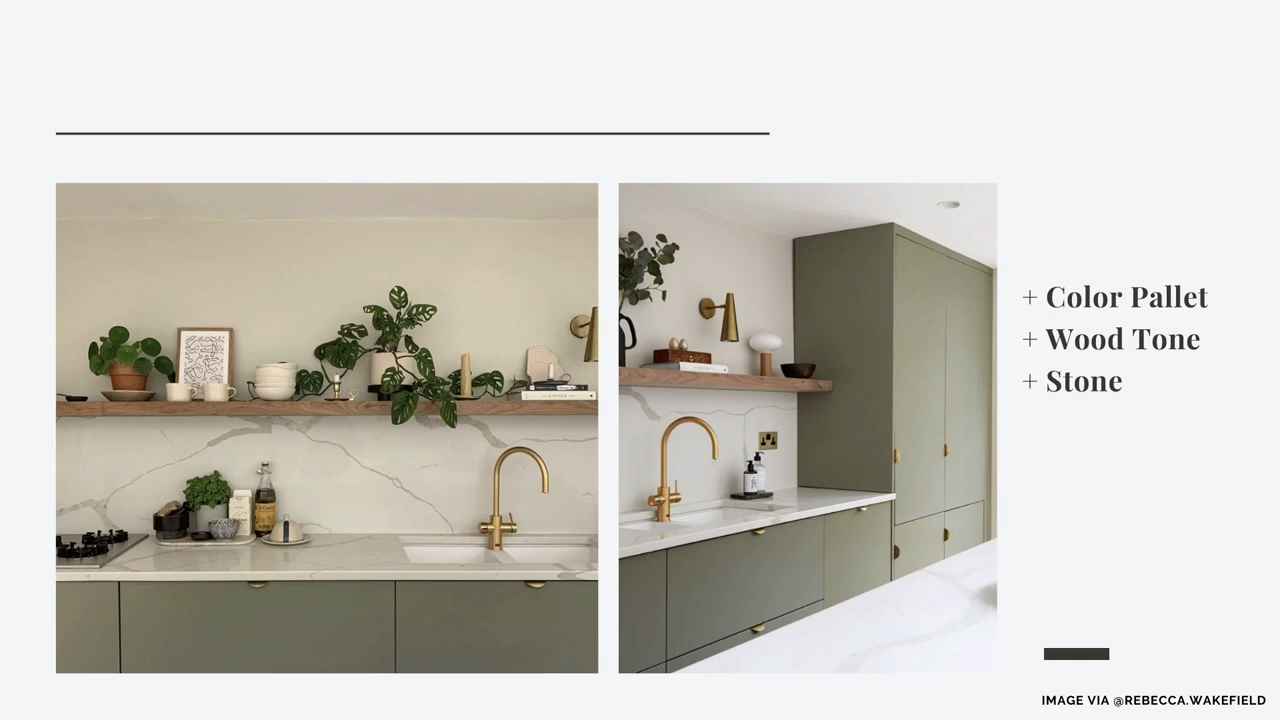 + Color Pallet
+ Wood Tone
+ Stone
IMAGE VIA @REBECCA.WAKEFIELD